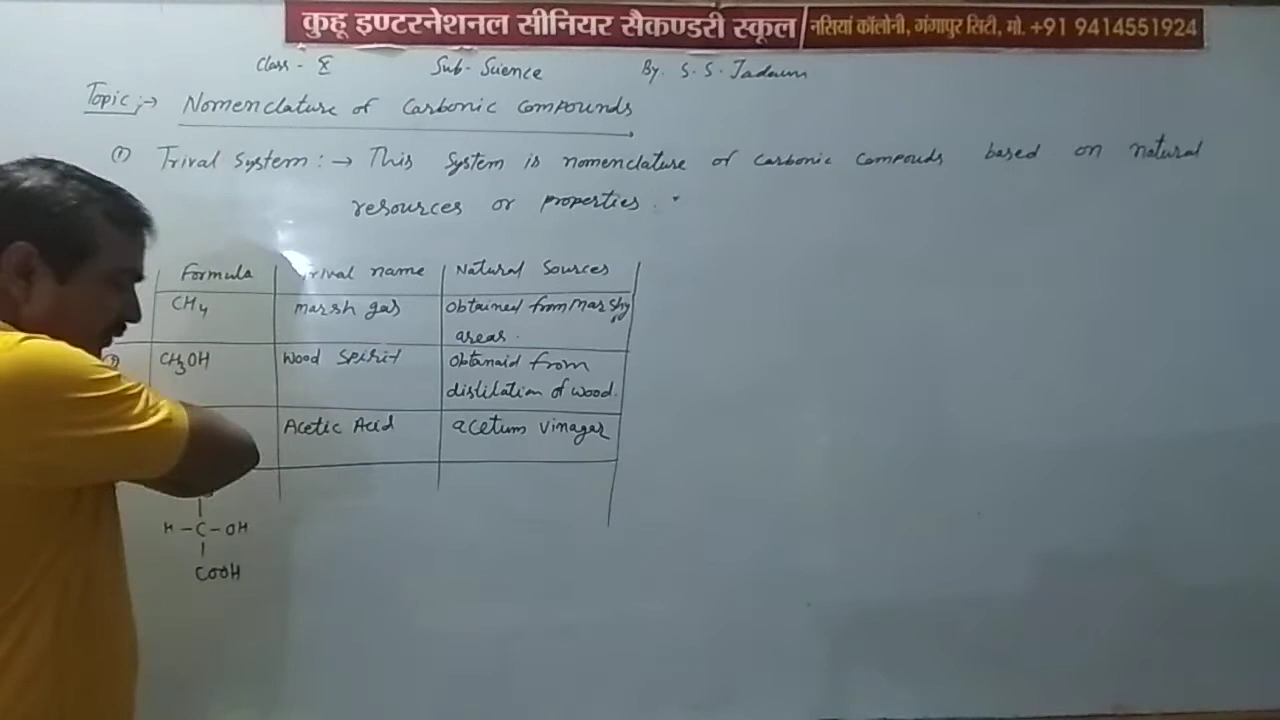 कुहू इण्टरनेशनल सीनियर सैकण्डरी स्कूल नसियां कॉलोनी, गंगापुर सिटी, मो. +91 9414551924
Class - X Sub- Science By. S. S. Jadaun
Topic :→ Nomenclature of Carbonic Compounds
① Trival System : → This System is nomenclature of Carbonic Compouds based on natural
resources or properties.
Formula Trival name Natural Sources
CH4 marsh gas Obtained from Marshy
areas.
② CH3OH Wood Spirit Obtanaid from
distilation of wood.
Acetic Acid acetum Vinagar
H - C - OH
COOH